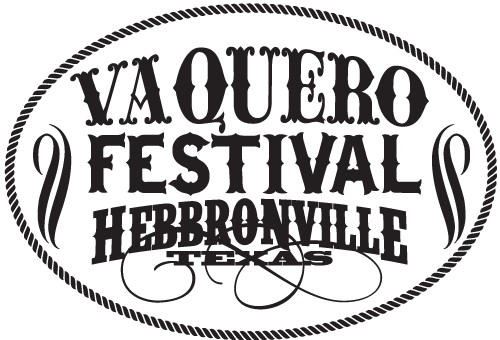 VAQUERO
FESTIVAL
HEBBRONVILLE
TEXAS